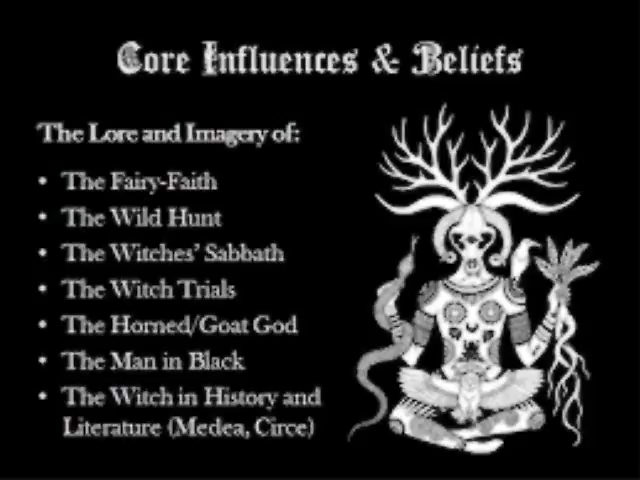 Core Influences & Beliefs
The Lore and Imagery of:
• The Fairy-Faith
• The Wild Hunt
• The Witches’ Sabbath
• The Witch Trials
• The Horned/Goat God
• The Man in Black
• The Witch in History and
Literature (Medea, Circe)